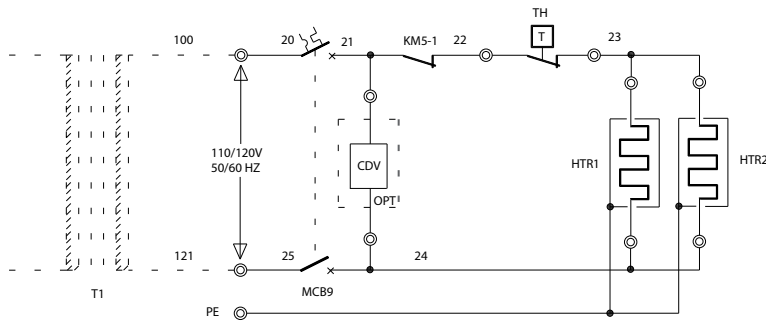 TH
100 20 21 KM5-1 22 T 23
110/120V
50/60 HZ
CDV
OPT
HTR1 HTR2
121 25 24
T1 MCB9
PE